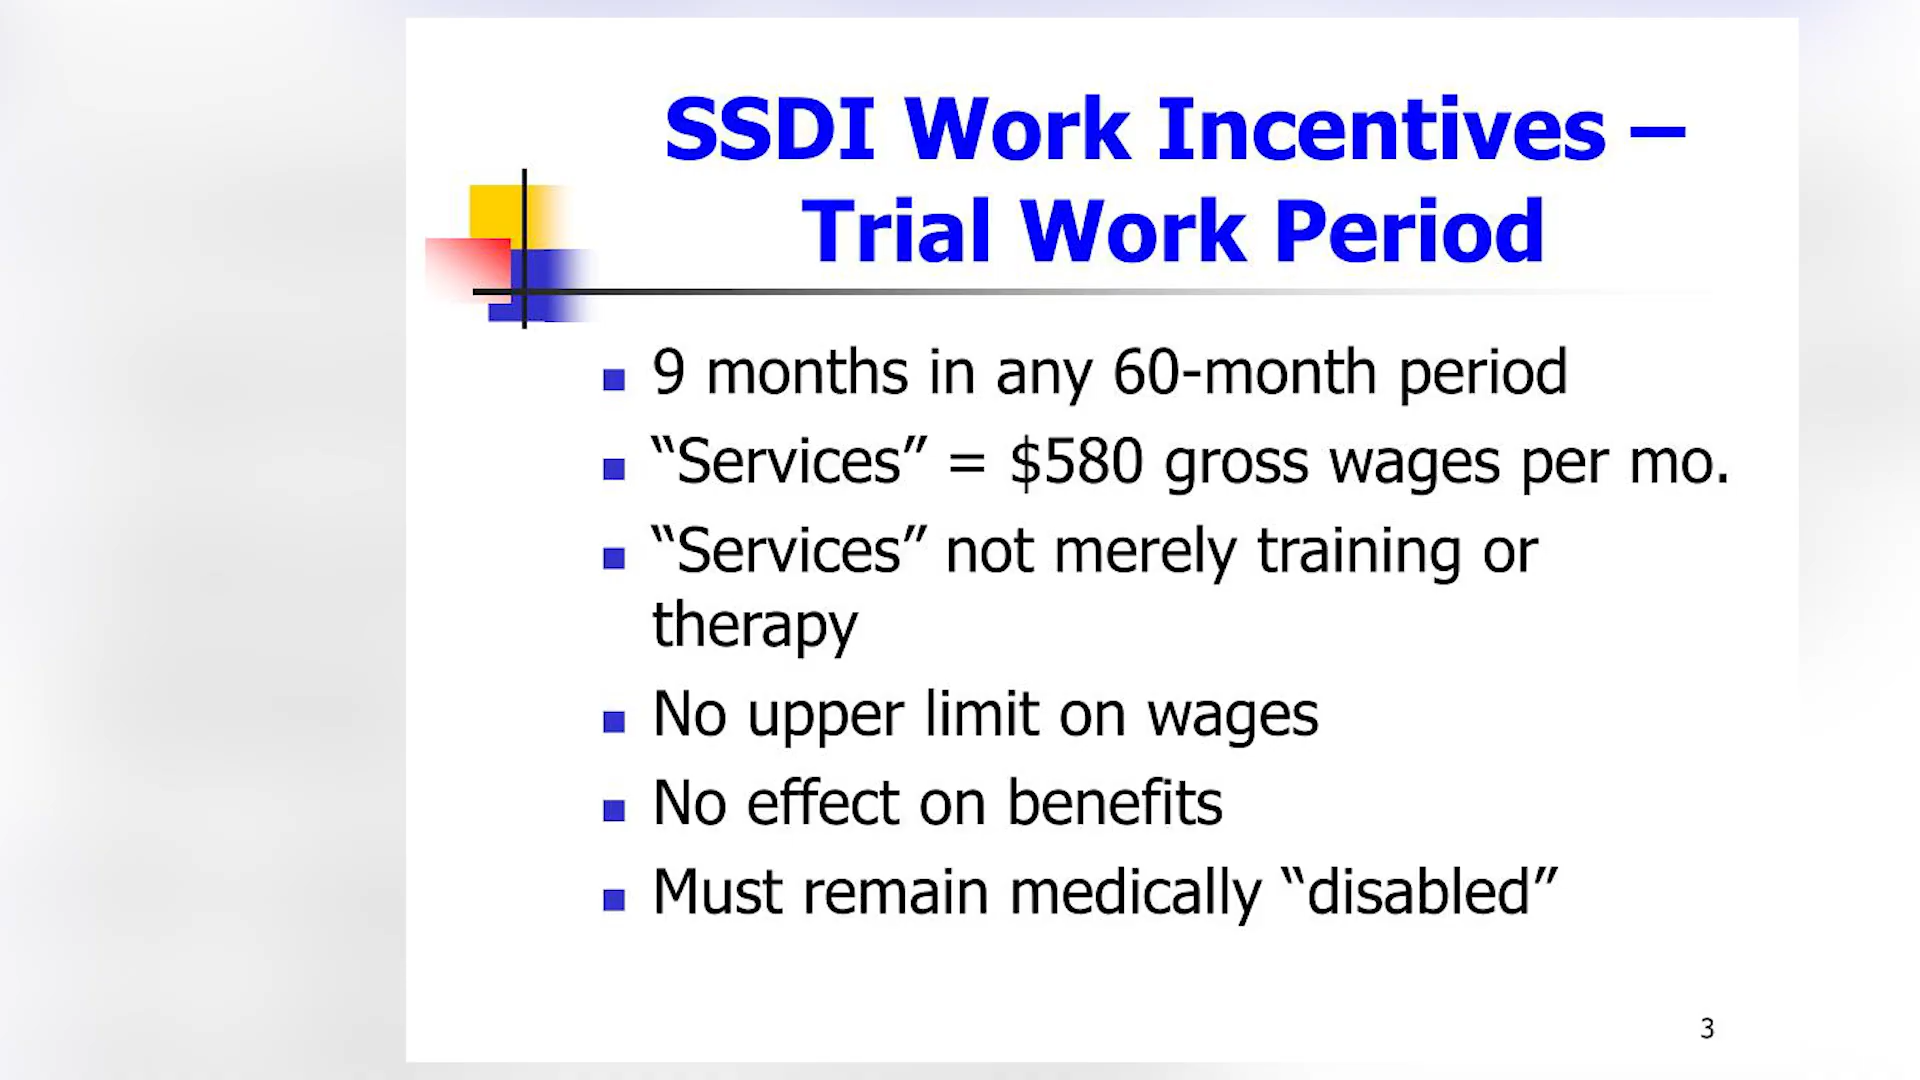 SSDI Work Incentives –
Trial Work Period
9 months in any 60-month period
“Services” = $580 gross wages per mo.
“Services” not merely training or
therapy
No upper limit on wages
No effect on benefits
Must remain medically “disabled”
3